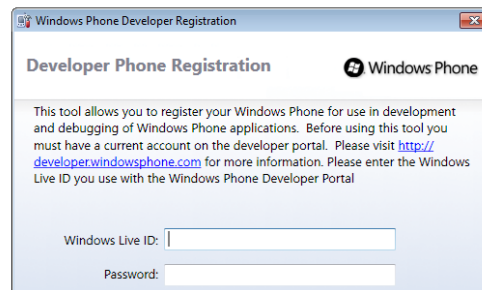 Windows Phone Developer Registration
Developer Phone Registration
Windows Phone
This tool allows you to register your Windows Phone for use in development
and debugging of Windows Phone applications.  Before using this tool you
must have a current account on the developer portal.  Please visit http://
developer.windowsphone.com for more information. Please enter the Windows
Live ID you use with the Windows Phone Developer Portal
Windows Live ID:
Password: